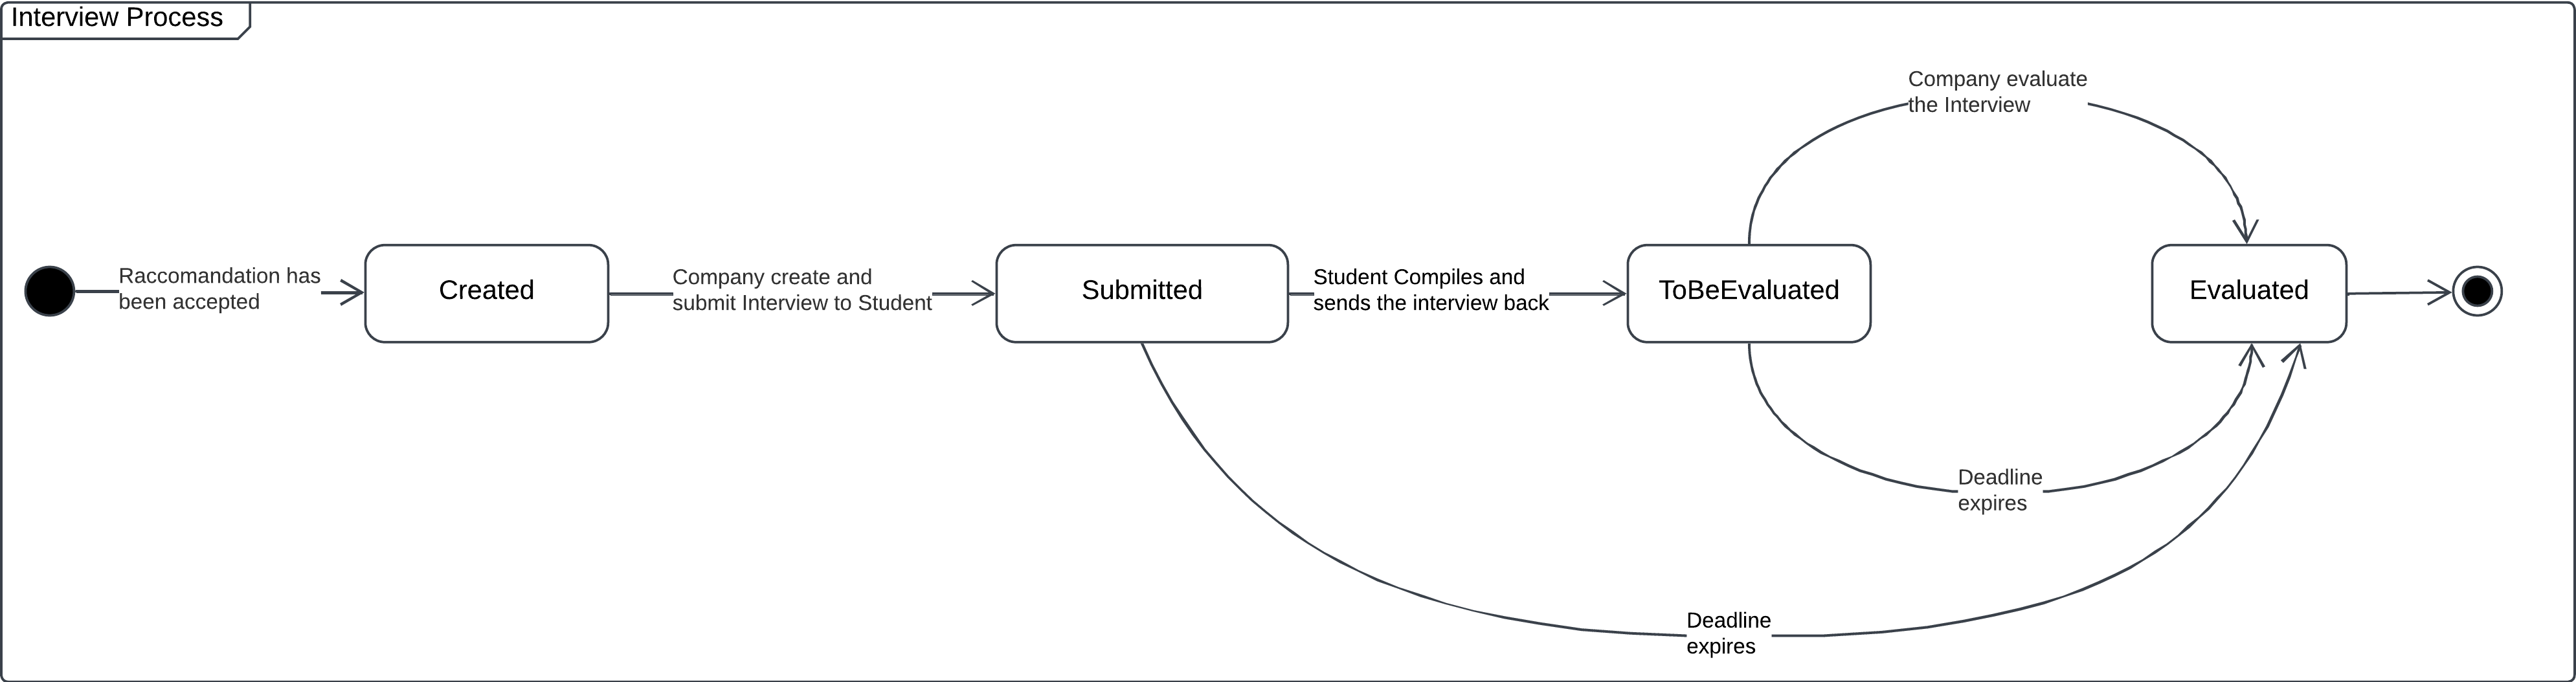 Interview Process
Company evaluate
the Interview
Raccomandation has
been accepted
Created
Company create and
submit Interview to Student
Submitted
Student Compiles and
sends the interview back
ToBeEvaluated
Evaluated
Deadline
expires
Deadline
expires